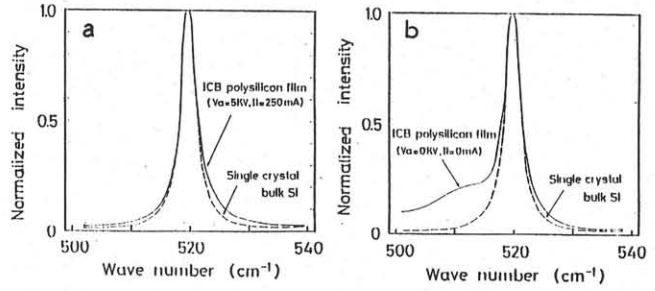 a
Normalized intensity
1.0
0.5
0
500
520
540
Wave number (cm⁻¹)
ICB polysilicon film
(Va=5KV, II=250mA)
Single crystal
bulk SI
b
Normalized intensity
1.0
0.5
0
500
520
540
Wave number (cm⁻¹)
ICB polysilicon film
(Va=0KV, II=0mA)
Single crystal
bulk SI